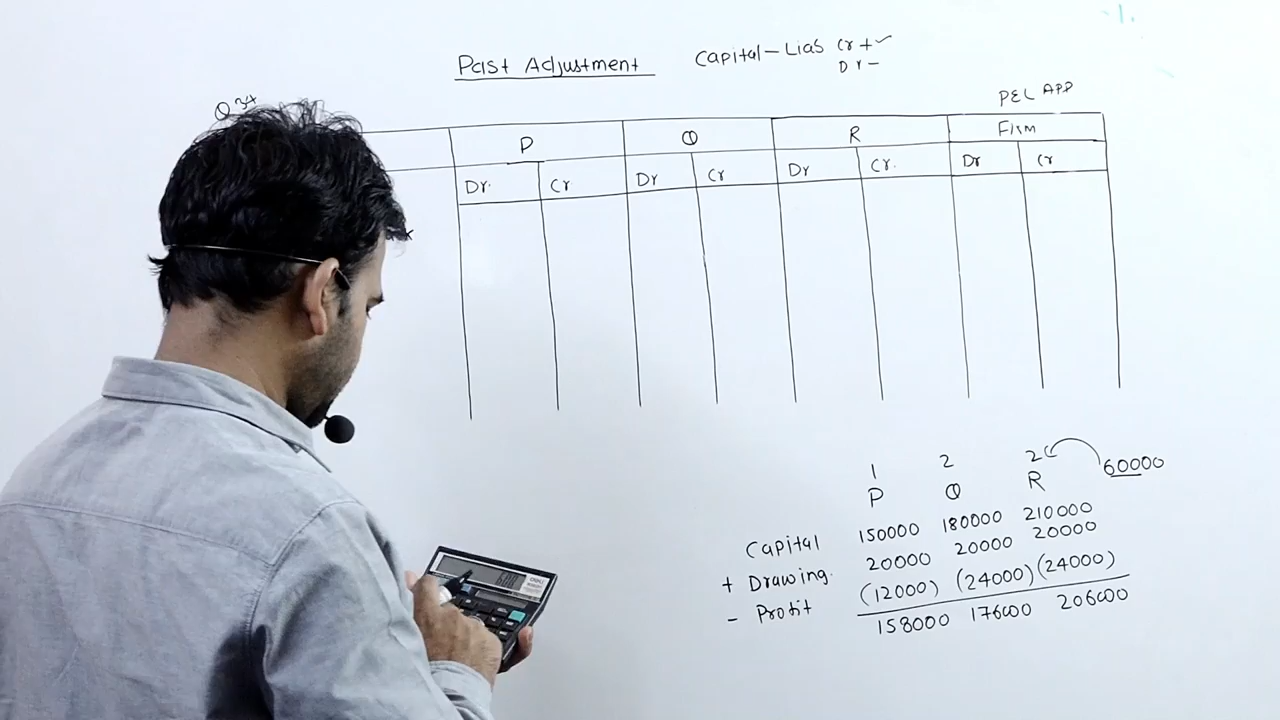 Past Adjustment Capital - Lias Cr + ✓
Dr -
Q 34
P & L APP
P Q R Firm
Dr. Cr Dr Cr Dr Cr. Dr Cr
1 2 2 60000
P Q R
Capital 150000 180000 210000
+ Drawing. 20000 20000 20000
- Profit (12000) (24000) (24000)
158000 176000 206000